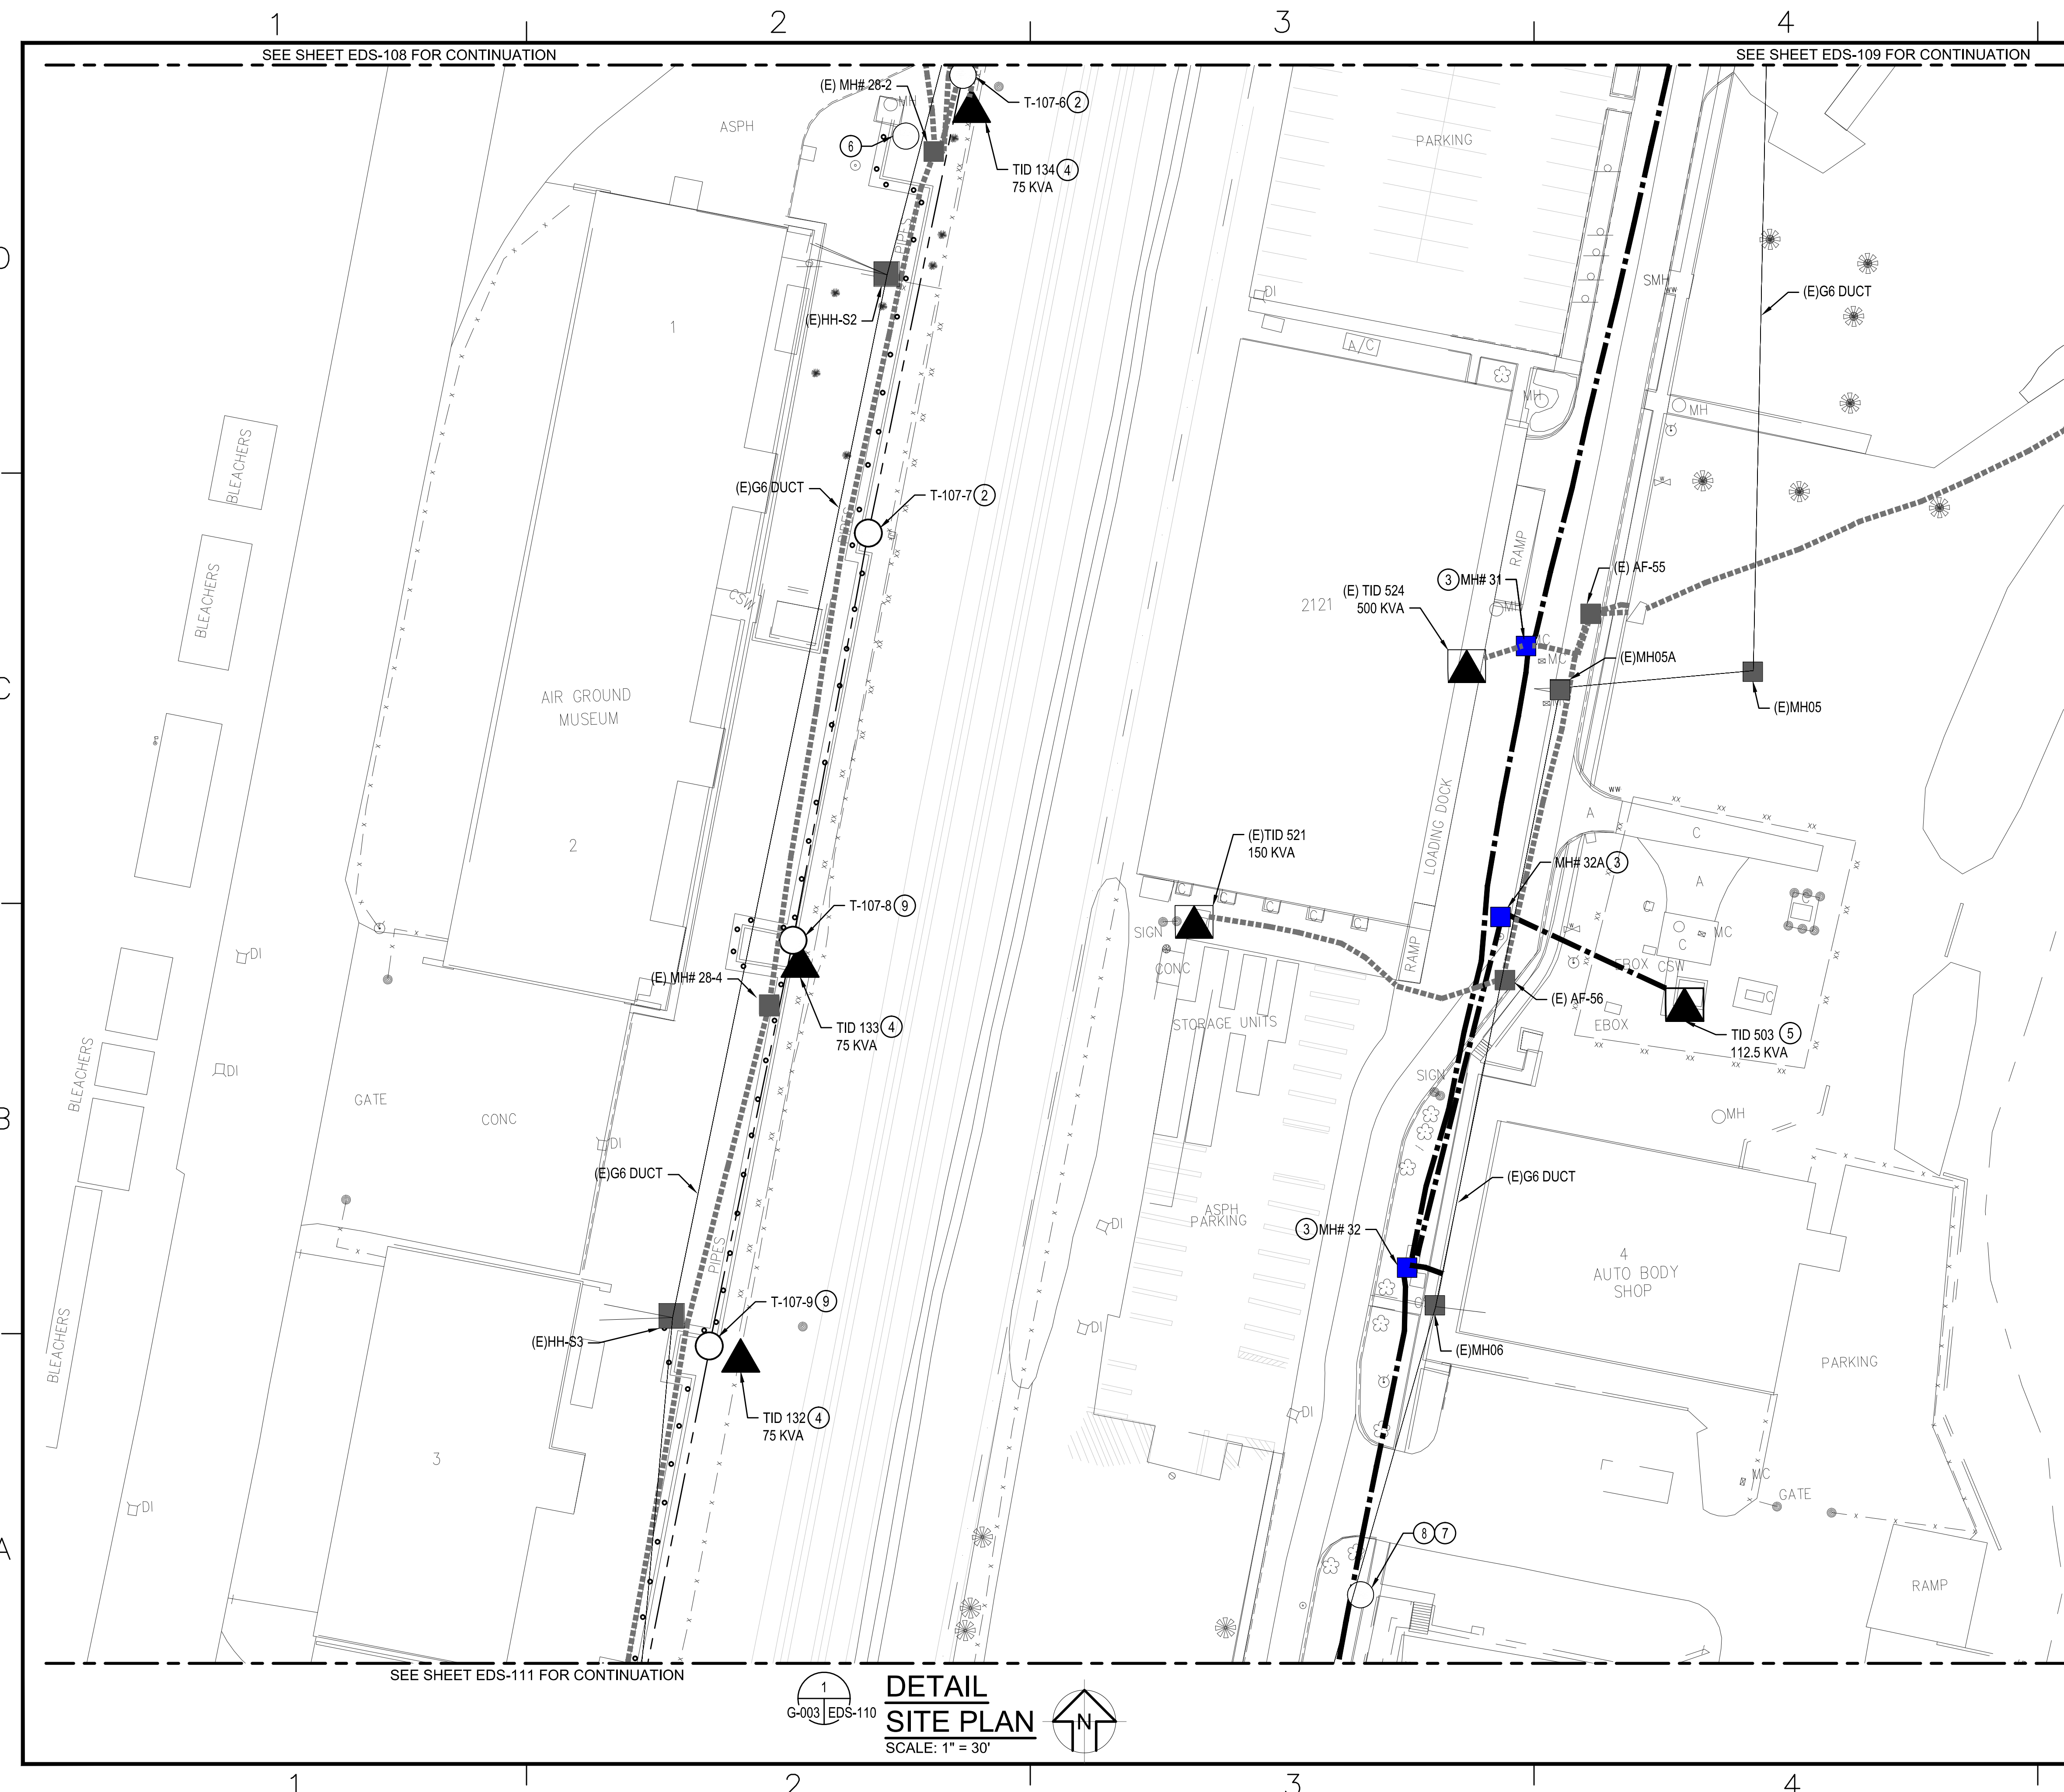 1
2
3
4
SEE SHEET EDS-108 FOR CONTINUATION
SEE SHEET EDS-109 FOR CONTINUATION
(E) MH# 28-2
MH
T-107-6 2
ASPH
6
PARKING
TID 134 4
75 KVA
PIPES
D
SMH
WW
(E)G6 DUCT
DI
(E)HH-S2
1
A/C
MH
MH
BLEACHERS
(E)G6 DUCT
T-107-7 2
PIPES
RAMP
BLEACHERS
CSW
(E) AF-55
3 MH# 31
(E) TID 524
500 KVA
2121
MH
MC
MC
(E)MH05A
C
AIR GROUND
MUSEUM
(E)MH05
WW
LOADING DOCK
A
C
2
(E)TID 521
150 KVA
MH# 32A 3
A
T-107-8 9
C
C
C
C
C
C
SIGN
MC
C
DI
RAMP
CONC
EBOX
CSW
(E) MH# 28-4
C
(E) AF-56
STORAGE UNITS
EBOX
TID 133 4
75 KVA
TID 503 5
112.5 KVA
DI
BLEACHERS
SIGN
GATE
B
CONC
MH
DI
(E)G6 DUCT
(E)G6 DUCT
ASPH
PARKING
DI
3 MH# 32
PIPES
4
AUTO BODY
SHOP
T-107-9 9
DI
(E)HH-S3
BLEACHERS
(E)MH06
PARKING
TID 132 4
75 KVA
DI
3
MC
GATE
DI
8 7
A
RAMP
SEE SHEET EDS-111 FOR CONTINUATION
1
G-003 EDS-110
DETAIL
SITE PLAN
SCALE: 1" = 30'
N
1
2
3
4